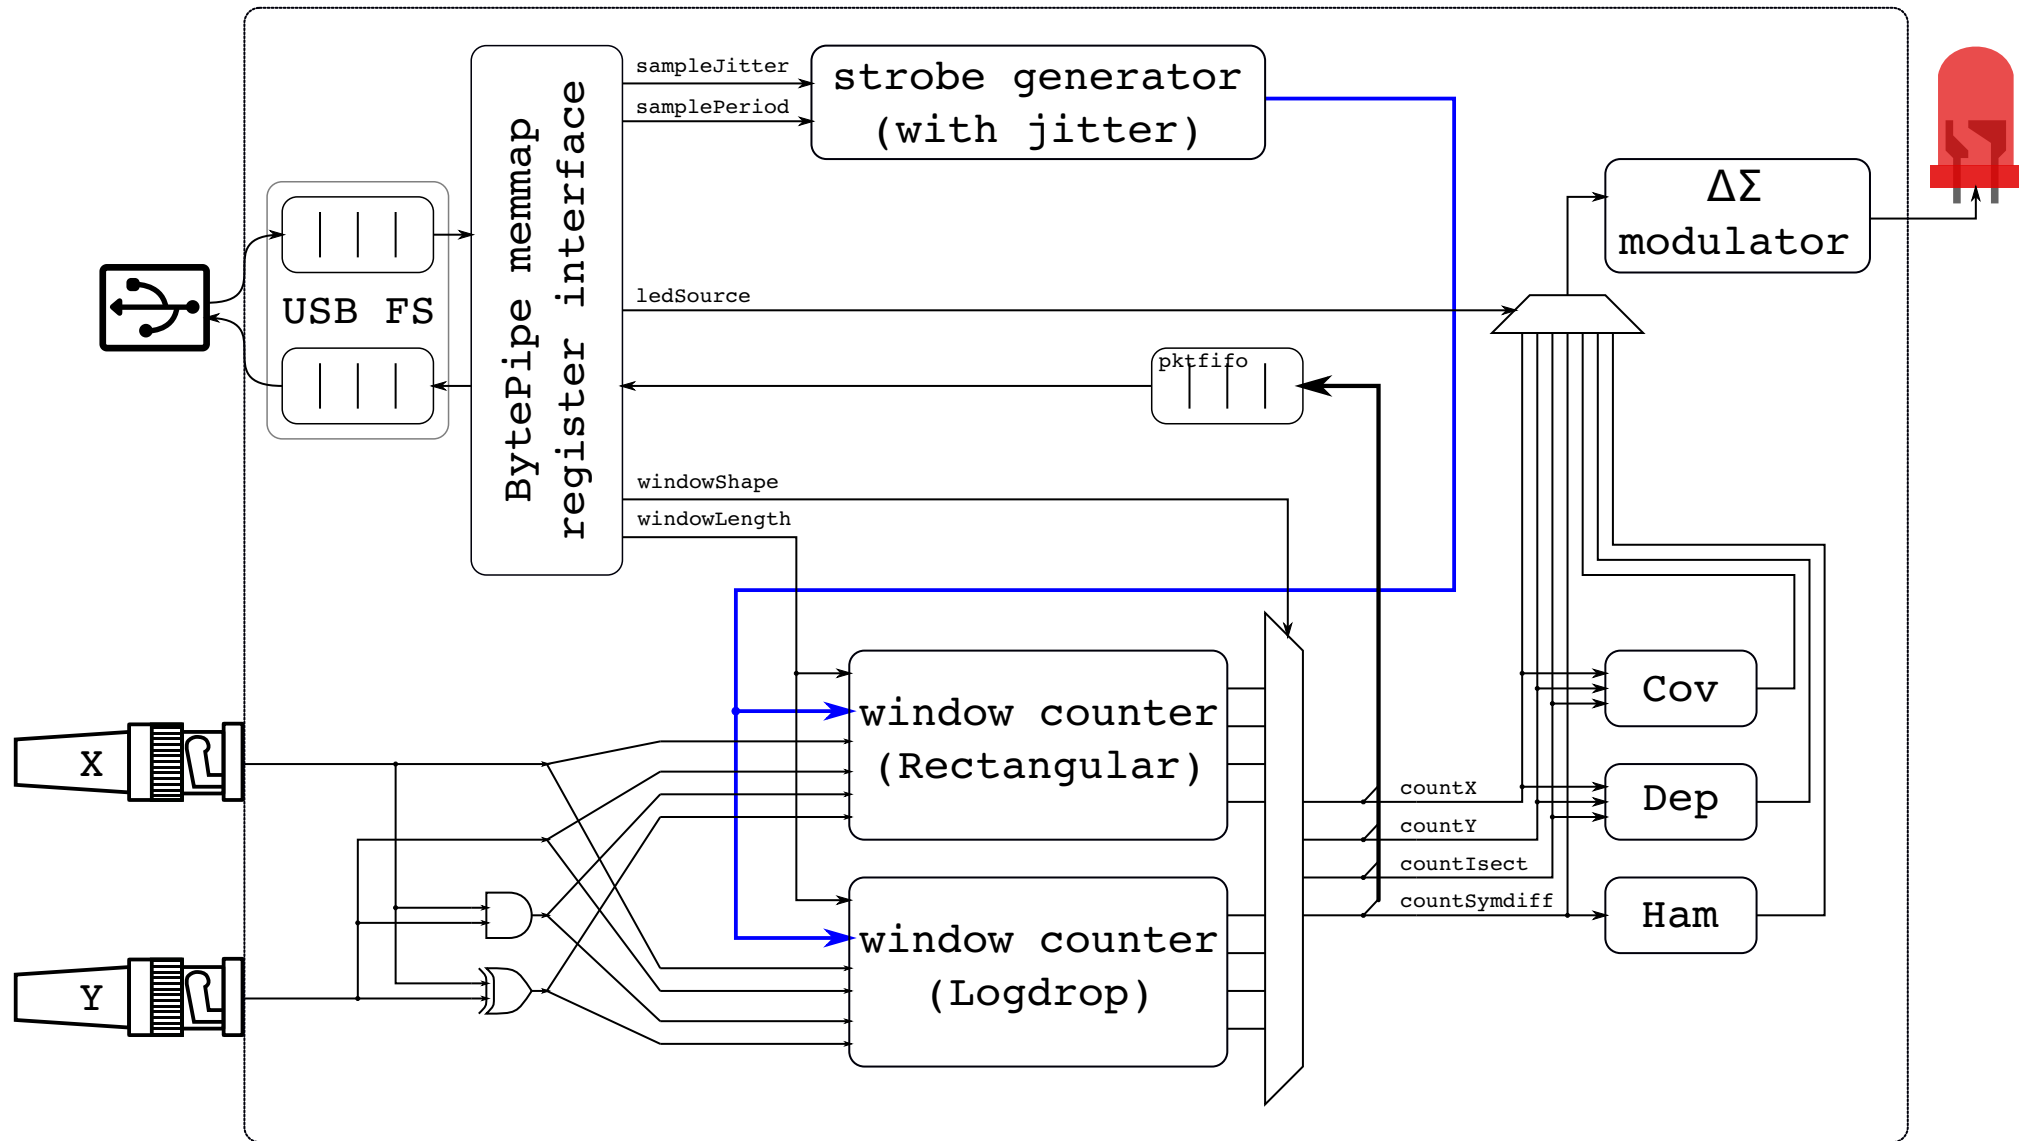 sampleJitter
samplePeriod
strobe generator
(with jitter)
BytePipe memmap
register interface
ΔΣ
modulator
USB FS
ledSource
pktfifo
windowShape
windowLength
window counter
(Rectangular)
Cov
X
countX
Dep
countY
countIsect
countSymdiff
Ham
window counter
(Logdrop)
Y